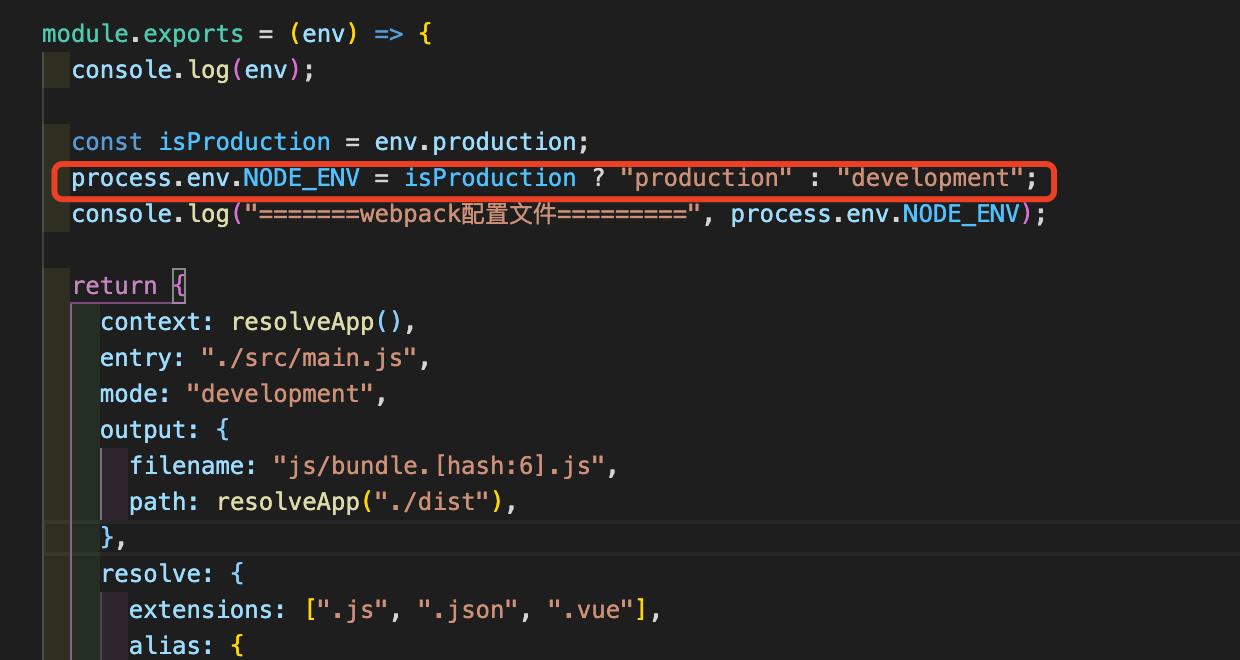 module.exports = (env) => {
console.log(env);
const isProduction = env.production;
process.env.NODE_ENV = isProduction ? "production" : "development";
console.log("=======webpack配置文件=========", process.env.NODE_ENV);
return {
context: resolveApp(),
entry: "./src/main.js",
mode: "development",
output: {
filename: "js/bundle.[hash:6].js",
path: resolveApp("./dist"),
},
resolve: {
extensions: [".js", ".json", ".vue"],
alias: {